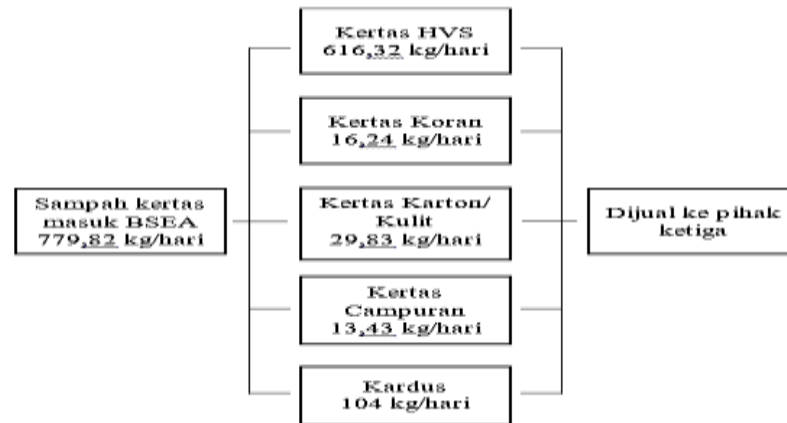 Sampah kertas
masuk BSEA
779,82 kg/hari
Kertas HVS
616,32 kg/hari
Kertas Koran
16,24 kg/hari
Kertas Karton/
Kulit
29,83 kg/hari
Kertas
Campuran
13,43 kg/hari
Kardus
104 kg/hari
Dijual ke pihak
ketiga